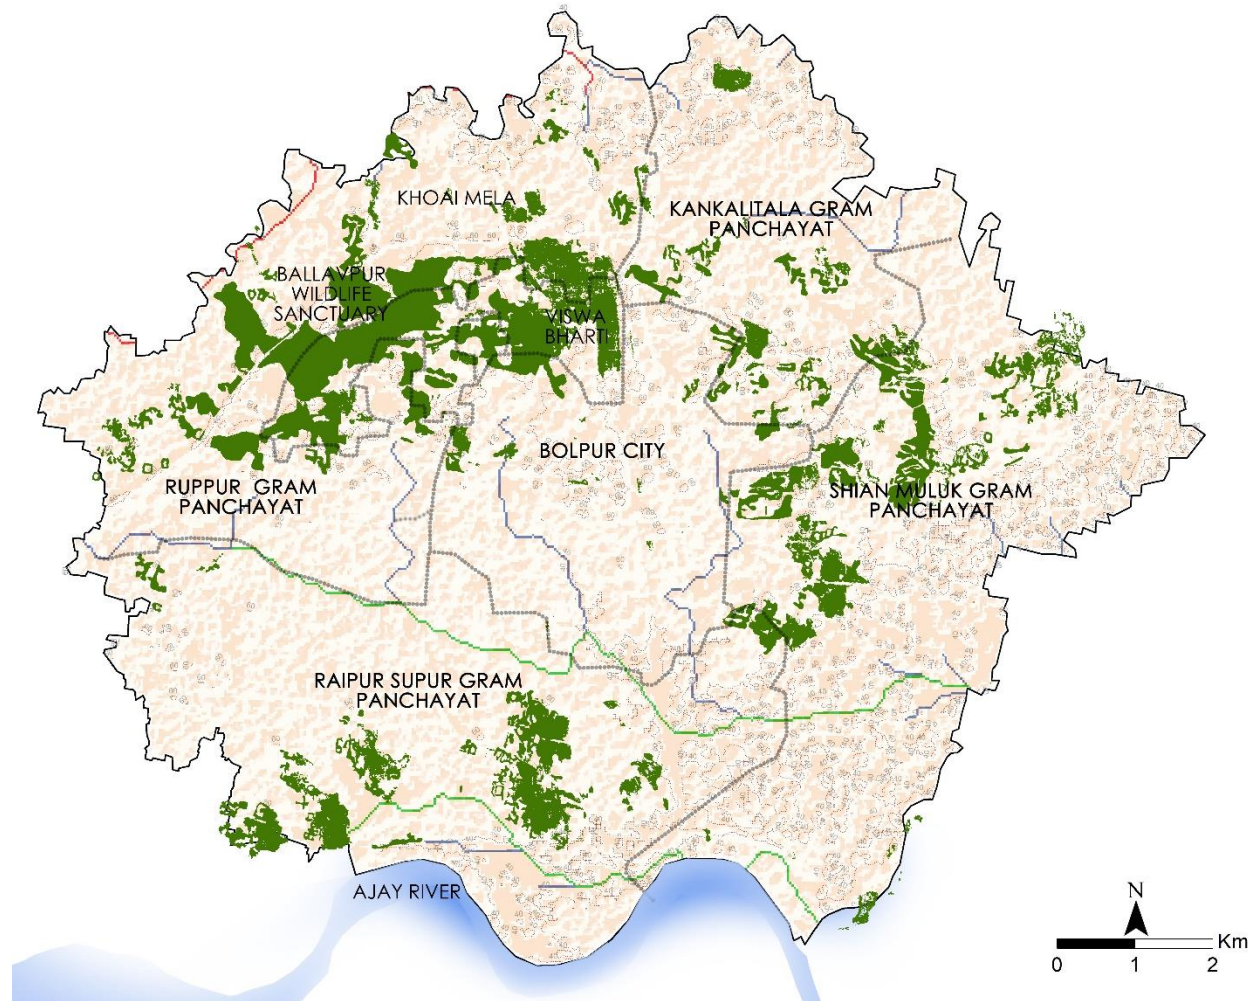 KHOAI MELA
KANKALITALA GRAM
PANCHAYAT
BALLAVPUR
WILDLIFE
SANCTUARY
VISWA
BHARTI
BOLPUR CITY
RUPPUR GRAM
PANCHAYAT
SHIAN MULUK GRAM
PANCHAYAT
RAIPUR SUPUR GRAM
PANCHAYAT
AJAY RIVER
N
Km
0 1 2